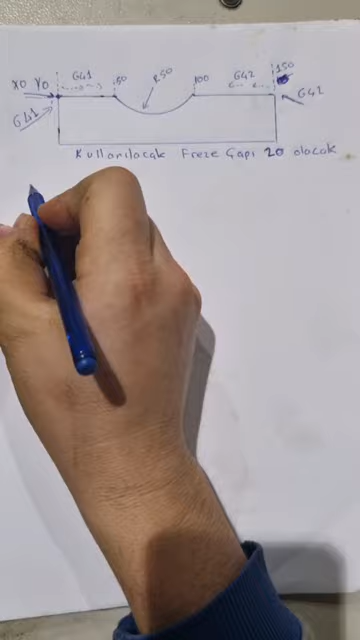 G41 50 R50 100 G42 150
X0 Y0
G41
G42
Kullanılacak Freze Çapı 20 olacak